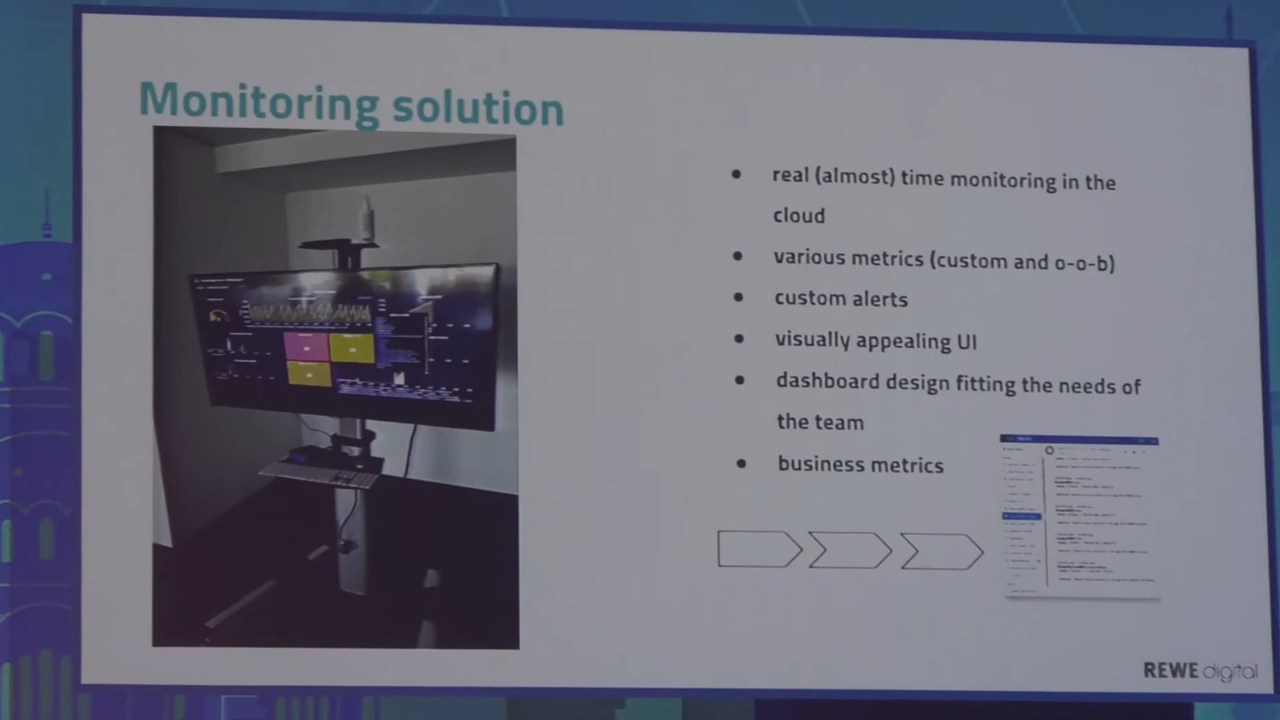 Monitoring solution
real (almost) time monitoring in the
cloud
various metrics (custom and o-o-b)
custom alerts
visually appealing UI
dashboard design fitting the needs of
the team
business metrics
REWE digital